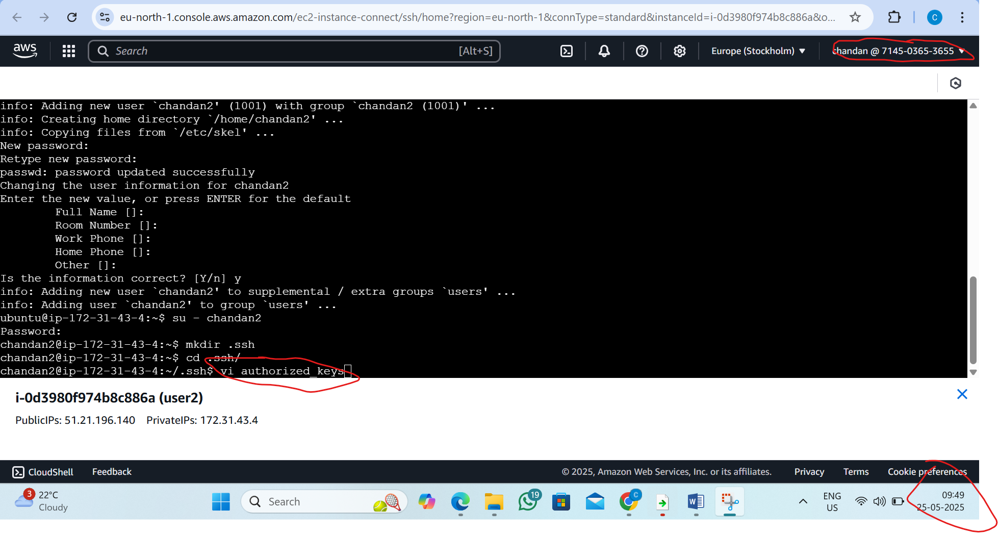 eu-north-1.console.aws.amazon.com/ec2-instance-connect/ssh/home?region=eu-north-1&connType=standard&instanceId=i-0d3980f974b8c886a&o...
C
aws
Search [Alt+S]
Europe (Stockholm)
chandan @ 7145-0365-3655
info: Adding new user `chandan2' (1001) with group `chandan2 (1001)' ...
info: Creating home directory `/home/chandan2' ...
info: Copying files from `/etc/skel' ...
New password:
Retype new password:
passwd: password updated successfully
Changing the user information for chandan2
Enter the new value, or press ENTER for the default
Full Name []:
Room Number []:
Work Phone []:
Home Phone []:
Other []:
Is the information correct? [Y/n] y
info: Adding new user `chandan2' to supplemental / extra groups `users' ...
info: Adding user `chandan2' to group `users' ...
ubuntu@ip-172-31-43-4:~$ su - chandan2
Password:
chandan2@ip-172-31-43-4:~$ mkdir .ssh
chandan2@ip-172-31-43-4:~$ cd .ssh/
chandan2@ip-172-31-43-4:~/.ssh$ vi authorized_keys
i-0d3980f974b8c886a (user2)
PublicIPs: 51.21.196.140 PrivateIPs: 172.31.43.4
CloudShell Feedback © 2025, Amazon Web Services, Inc. or its affiliates. Privacy Terms Cookie preferences
3
22°C
Cloudy
Search
19
C
W
ENG
US
09:49
25-05-2025